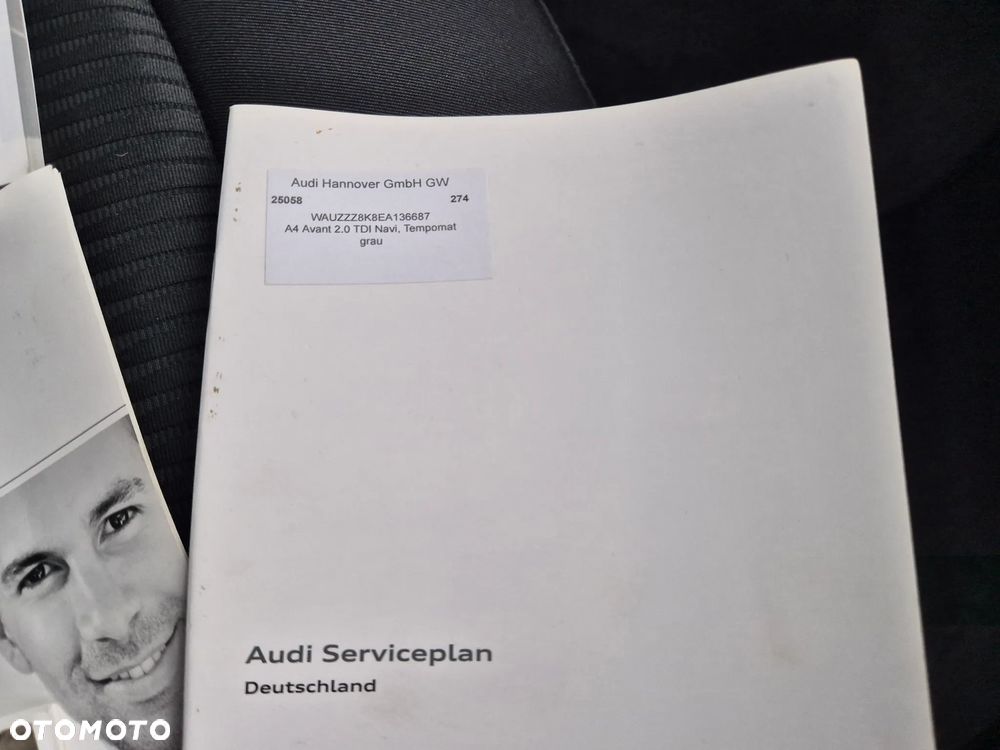 Audi Hannover GmbH GW
25058 274
WAUZZZ8K8EA136687
A4 Avant 2.0 TDI Navi, Tempomat
grau
Audi Serviceplan
Deutschland
OTOMOTO